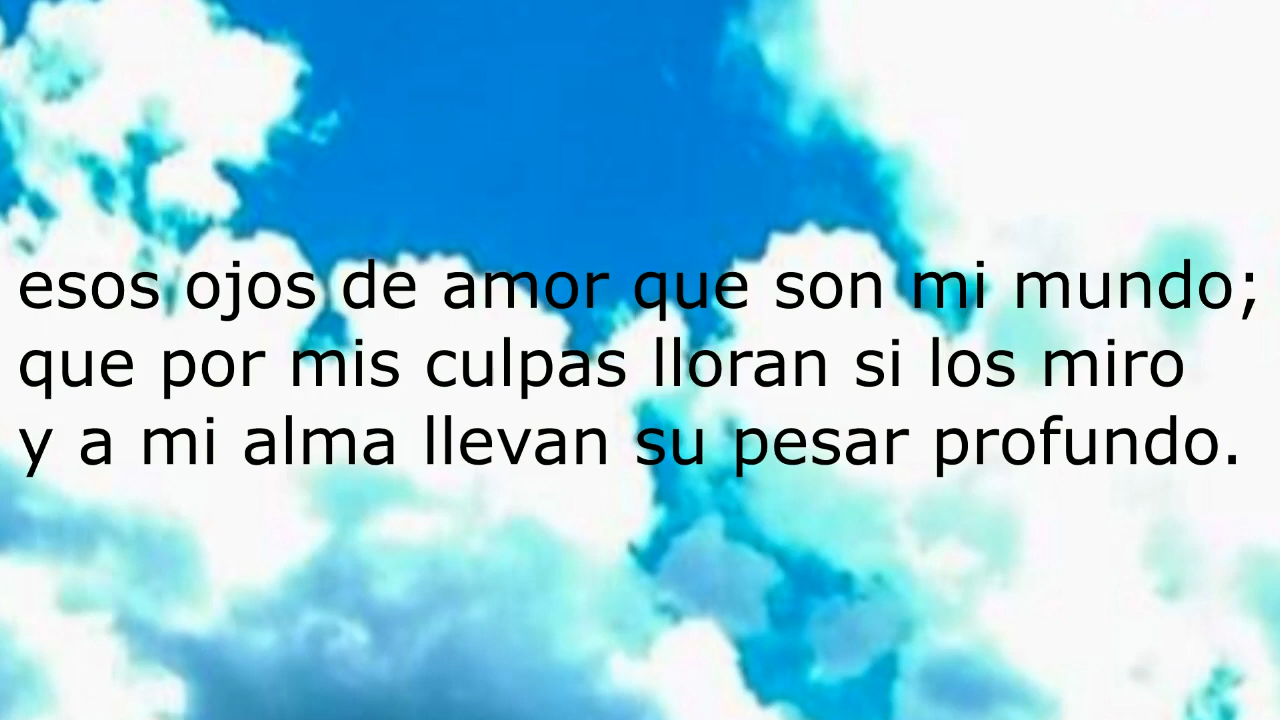 esos ojos de amor que son mi mundo;
que por mis culpas lloran si los miro
y a mi alma llevan su pesar profundo.